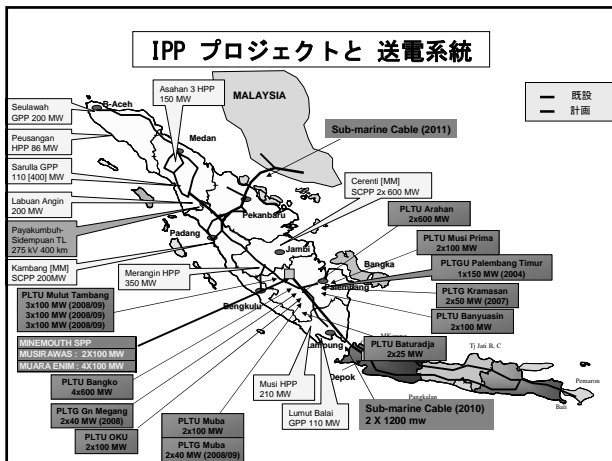 IPP プロジェクトと 送電系統
既設
計画
Seulawah
GPP 200 MW
B-Aceh
Asahan 3 HPP
150 MW
MALAYSIA
Peusangan
HPP 86 MW
Medan
Sub-marine Cable (2011)
Sarulla GPP
110 [400] MW
Cerenti [MM]
SCPP 2x 600 MW
Labuan Angin
200 MW
Pekanbaru
PLTU Arahan
2x600 MW
Payakumbuh-
Sidempuan TL
275 kV 400 km
Padang
PLTU Musi Prima
2x100 MW
Jambi
Bangka
PLTGU Palembang Timur
1x150 MW (2004)
Kambang [MM]
SCPP 200MW
Merangin HPP
350 MW
Palembang
PLTG Kramasan
2x50 MW (2007)
PLTU Mulut Tambang
3x100 MW (2008/09)
3x100 MW (2008/09)
3x100 MW (2008/09)
Bengkulu
PLTU Banyuasin
2x100 MW
MINEMOUTH SPP
MUSIRAWAS : 2X100 MW
MUARA ENIM : 4X100 MW
Lampung
PLTU Baturadja
2x25 MW
Tj Jati B, C
PLTU Bangko
4x600 MW
Musi HPP
210 MW
Depok
Pemaron
PLTG Gn Megang
2x40 MW (2008)
Lumut Balai
GPP 110 MW
Sub-marine Cable (2010)
2 X 1200 mw
Pangkalan
Bali
PLTU OKU
2x100 MW
PLTU Muba
2x100 MW
PLTG Muba
2x40 MW (2008/09)